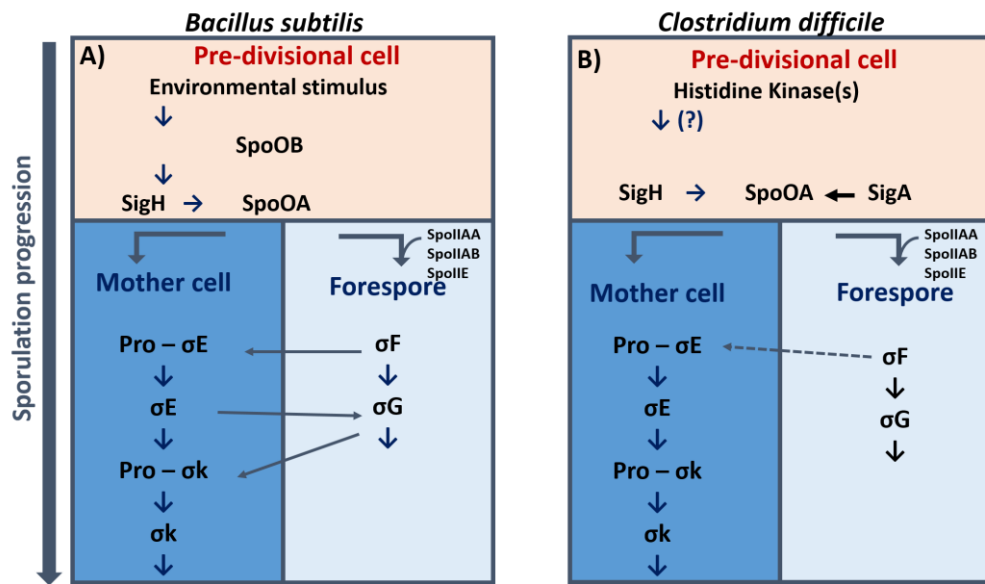 Bacillus subtilis
Clostridium difficile
Sporulation progression
A)
Pre-divisional cell
Environmental stimulus
↓
SpoOB
↓
SigH → SpoOA
SpoIIAA
SpoIIAB
SpoIIE
Mother cell
Forespore
Pro – σE
σF
↓
↓
σE
σG
↓
↓
Pro – σk
↓
σk
↓
B)
Pre-divisional cell
Histidine Kinase(s)
↓ (?)
SigH → SpoOA ← SigA
SpoIIAA
SpoIIAB
SpoIIE
Mother cell
Forespore
Pro – σE
σF
↓
↓
σE
σG
↓
↓
Pro – σk
↓
σk
↓